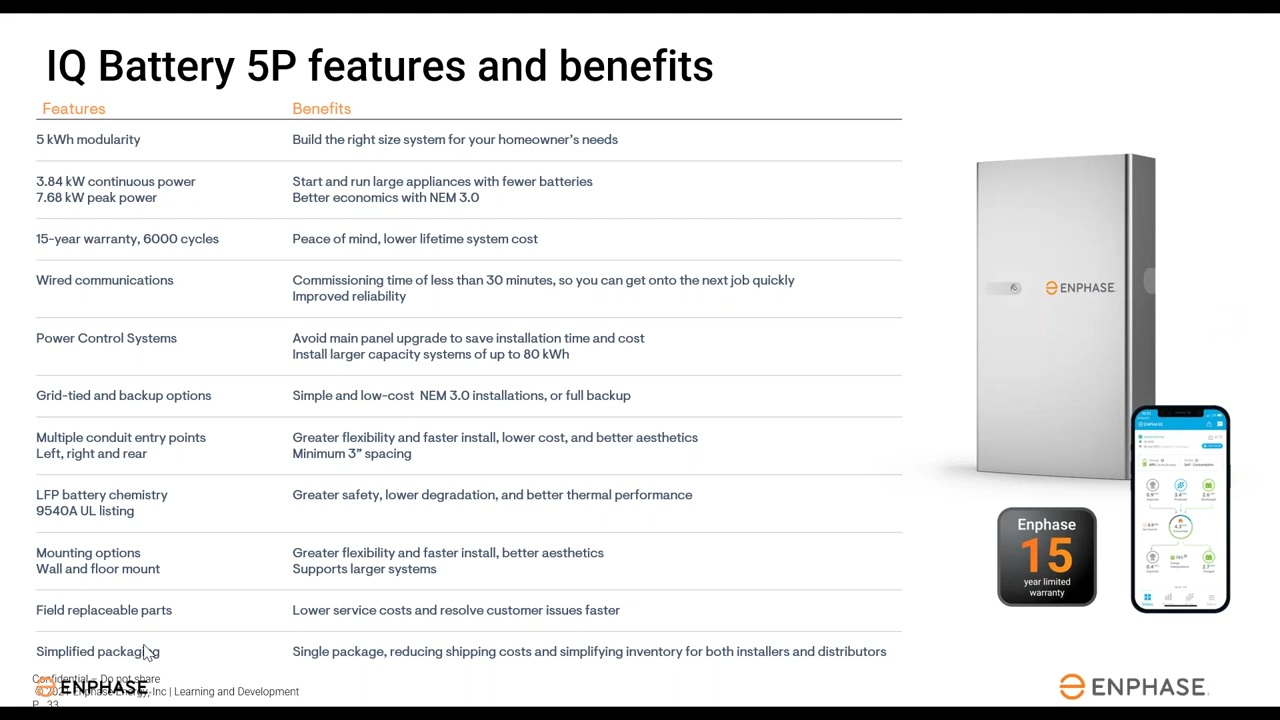 IQ Battery 5P features and benefits
Features
Benefits
5 kWh modularity
Build the right size system for your homeowner's needs
3.84 kW continuous power
7.68 kW peak power
Start and run large appliances with fewer batteries
Better economics with NEM 3.0
15-year warranty, 6000 cycles
Peace of mind, lower lifetime system cost
Wired communications
Commissioning time of less than 30 minutes, so you can get onto the next job quickly
Improved reliability
Power Control Systems
Avoid main panel upgrade to save installation time and cost
Install larger capacity systems of up to 80 kWh
Grid-tied and backup options
Simple and low-cost NEM 3.0 installations, or full backup
Multiple conduit entry points
Left, right and rear
Greater flexibility and faster install, lower cost, and better aesthetics
Minimum 3” spacing
LFP battery chemistry
9540A UL listing
Greater safety, lower degradation, and better thermal performance
Mounting options
Wall and floor mount
Greater flexibility and faster install, better aesthetics
Supports larger systems
Field replaceable parts
Lower service costs and resolve customer issues faster
Simplified packaging
Single package, reducing shipping costs and simplifying inventory for both installers and distributors
ENPHASE
Enphase
15
year limited
warranty
ENPHASE
Confidential – Do not share
Enphase Energy, Inc | Learning and Development
ENPHASE
33
ENPHASE